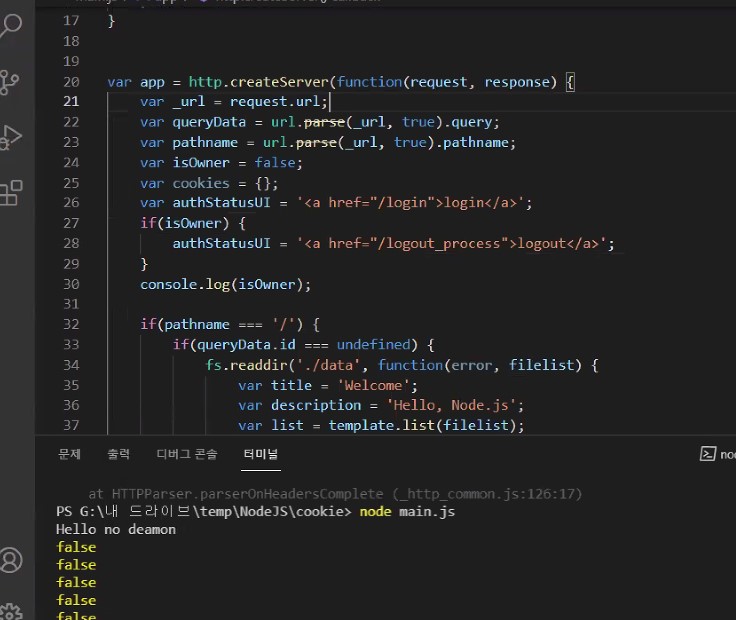 17 }
18
19
20 var app = http.createServer(function(request, response) {
21 var _url = request.url;
22 var queryData = url.parse(_url, true).query;
23 var pathname = url.parse(_url, true).pathname;
24 var isOwner = false;
25 var cookies = {};
26 var authStatusUI = '<a href="/login">login</a>';
27 if(isOwner) {
28 authStatusUI = '<a href="/logout_process">logout</a>';
29 }
30 console.log(isOwner);
31
32 if(pathname === '/') {
33 if(queryData.id === undefined) {
34 fs.readdir('./data', function(error, filelist) {
35 var title = 'Welcome';
36 var description = 'Hello, Node.js';
37 var list = template.list(filelist);
문제 출력 디버그 콘솔 터미널
at HTTPParser.parserOnHeadersComplete (_http_common.js:126:17)
PS G:\내 드라이브\temp\NodeJS\cookie> node main.js
Hello no deamon
false
false
false
false
false